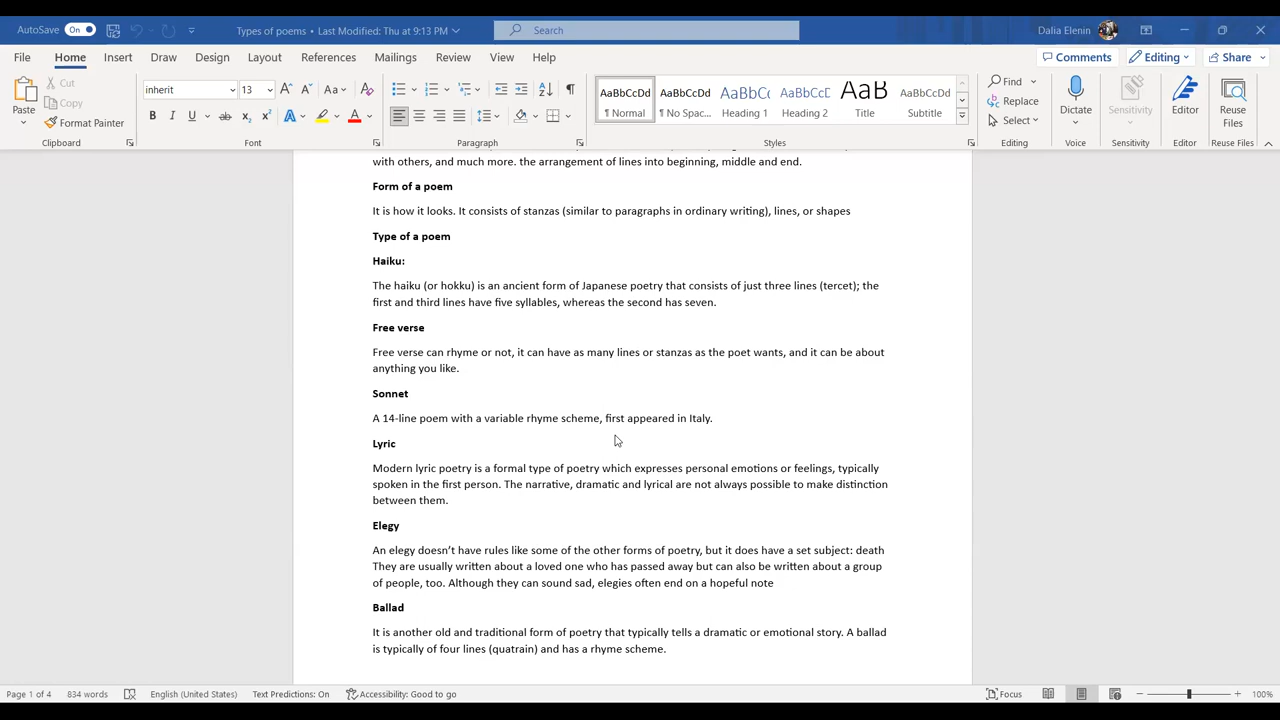 AutoSave On Types of poems • Last Modified: Thu at 9:13 PM Search Dalia Elenin
File Home Insert Draw Design Layout References Mailings Review View Help Comments Editing Share
Paste Cut Copy Format Painter
Clipboard
inherit 13
Font
Paragraph
AaBbCcDd AaBbCcDd AaBbCc AaBbCcE AaB AaBbCcDd
¶ Normal ¶ No Spac... Heading 1 Heading 2 Title Subtitle
Styles
Find
Replace
Select
Editing
Dictate
Voice
Sensitivity
Sensitivity
Editor
Editor
Reuse Files
Reuse Files
with others, and much more. the arrangement of lines into beginning, middle and end.
Form of a poem
It is how it looks. It consists of stanzas (similar to paragraphs in ordinary writing), lines, or shapes
Type of a poem
Haiku:
The haiku (or hokku) is an ancient form of Japanese poetry that consists of just three lines (tercet); the
first and third lines have five syllables, whereas the second has seven.
Free verse
Free verse can rhyme or not, it can have as many lines or stanzas as the poet wants, and it can be about
anything you like.
Sonnet
A 14-line poem with a variable rhyme scheme, first appeared in Italy.
Lyric
Modern lyric poetry is a formal type of poetry which expresses personal emotions or feelings, typically
spoken in the first person. The narrative, dramatic and lyrical are not always possible to make distinction
between them.
Elegy
An elegy doesn't have rules like some of the other forms of poetry, but it does have a set subject: death
They are usually written about a loved one who has passed away but can also be written about a group
of people, too. Although they can sound sad, elegies often end on a hopeful note
Ballad
It is another old and traditional form of poetry that typically tells a dramatic or emotional story. A ballad
is typically of four lines (quatrain) and has a rhyme scheme.
Page 1 of 4 834 words English (United States) Text Predictions: On Accessibility: Good to go Focus 100%